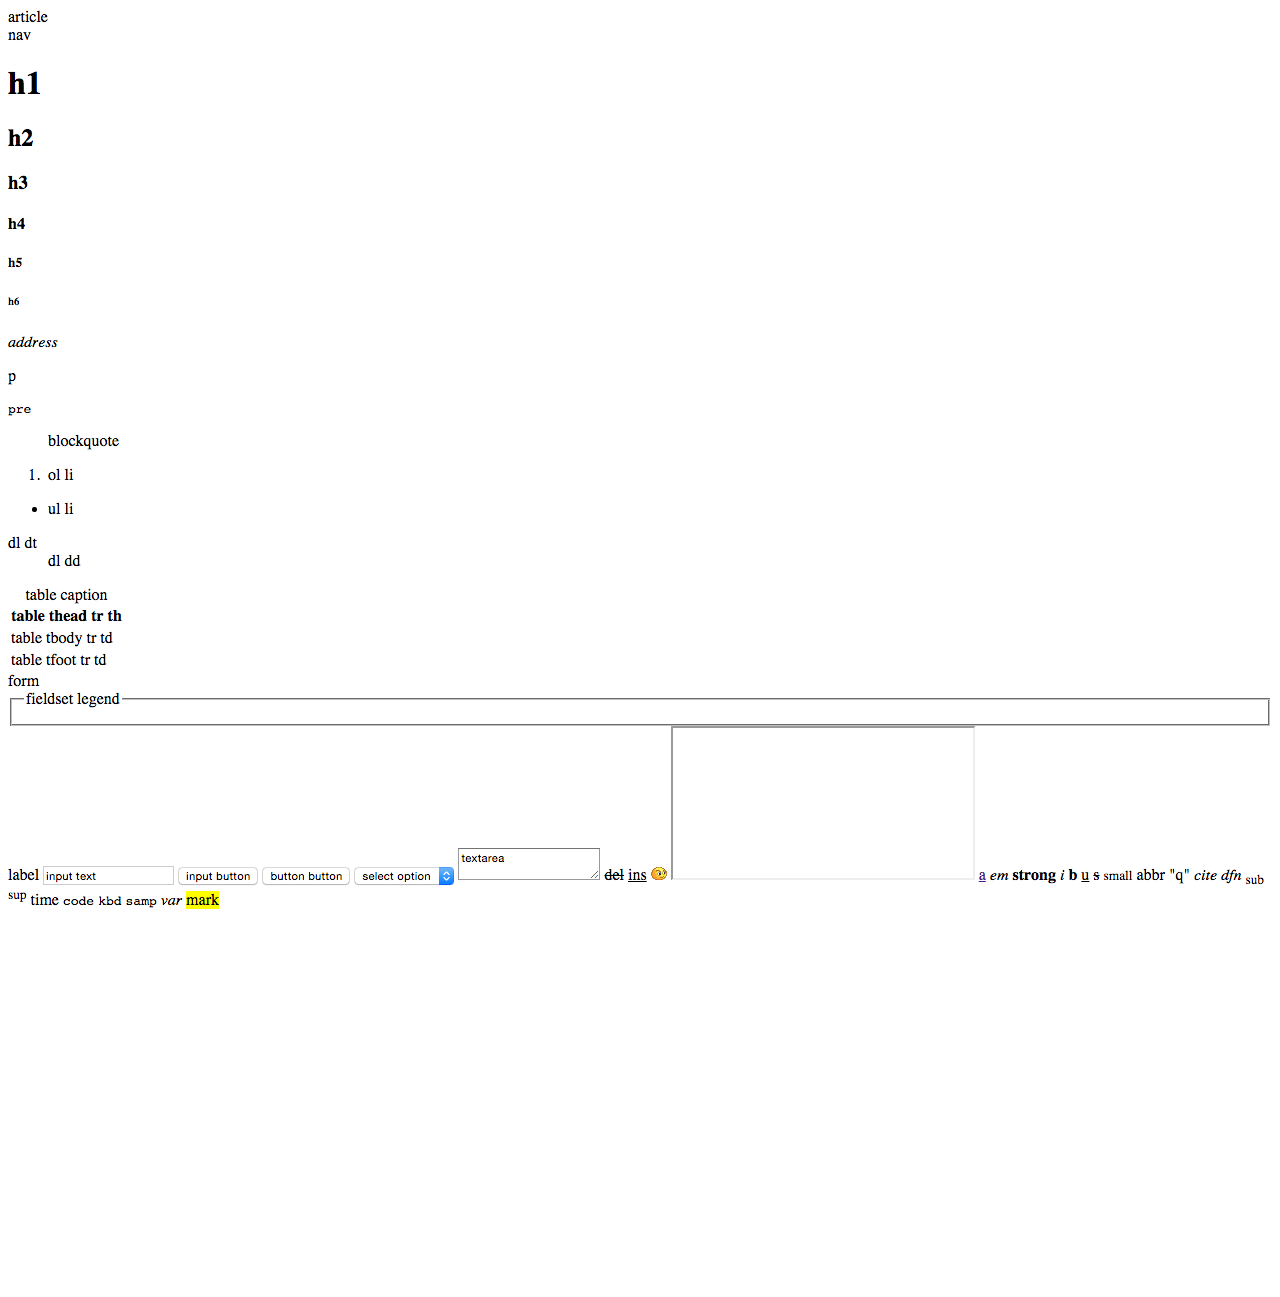 article
nav
h1
h2
h3
h4
h5
h6
address
p
pre
blockquote
1. ol li
• ul li
dl dt
dl dd
table caption
table thead tr th
table tbody tr td
table tfoot tr td
form
fieldset legend
label input text input button button button select option textarea del ins a em strong i b u s small abbr "q" cite dfn sub
sup time code kbd samp var mark